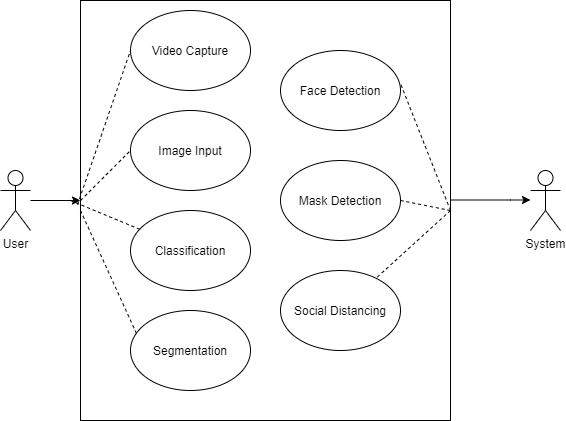 Video Capture
Face Detection
Image Input
Mask Detection
User
System
Classification
Social Distancing
Segmentation